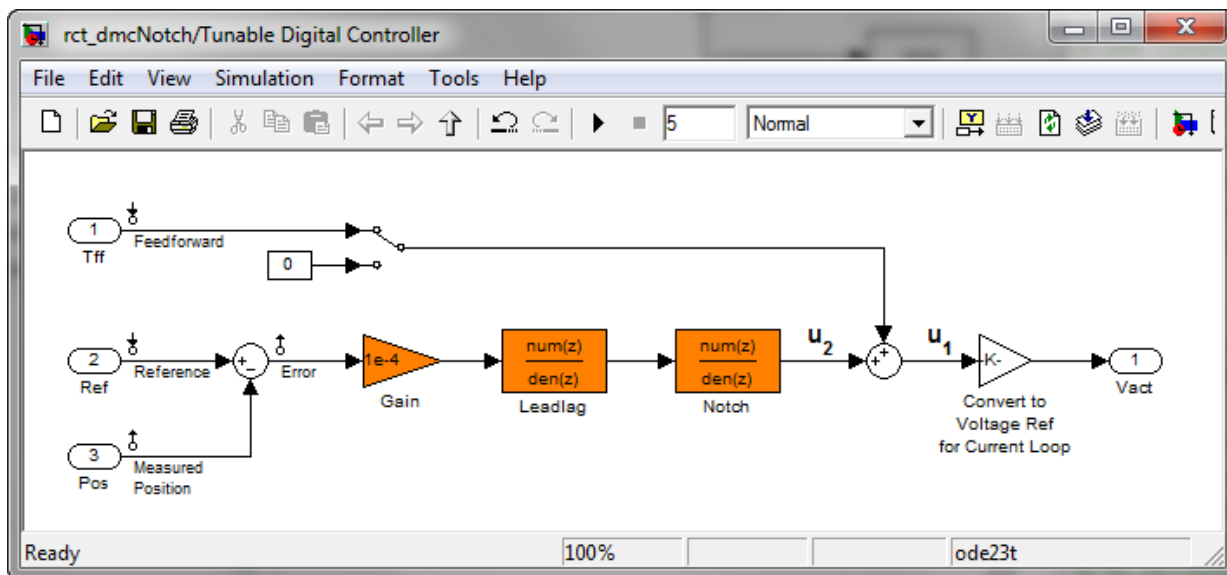 rct_dmcNotch/Tunable Digital Controller
File Edit View Simulation Format Tools Help
5 Normal
1
Tff
Feedforward
0
2
Ref
Reference
+
−
Error
1e-4
Gain
num(z)
den(z)
Leadlag
num(z)
den(z)
Notch
u2
+
+
u1
-K-
Convert to
Voltage Ref
for Current Loop
1
Vact
3
Pos
Measured
Position
Ready 100% ode23t